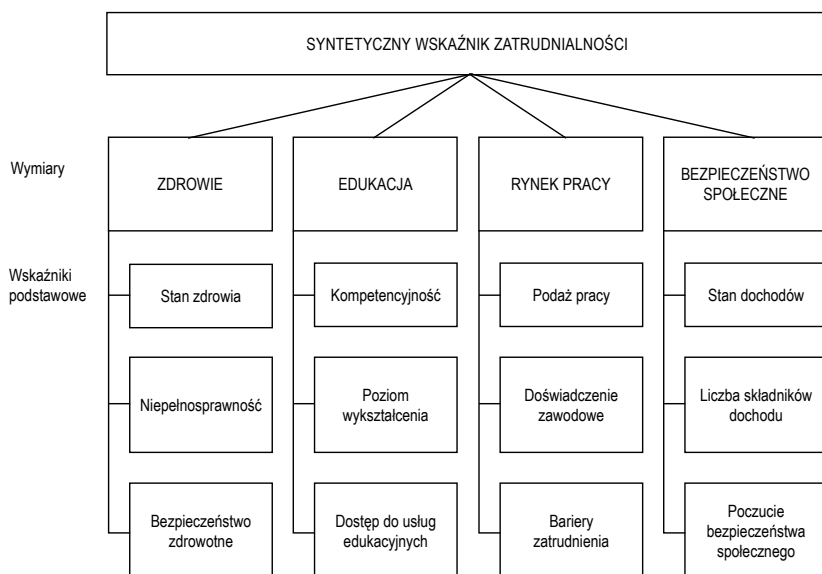 SYNTETYCZNY WSKAŹNIK ZATRUDNIALNOŚCI
Wymiary
ZDROWIE
EDUKACJA
RYNEK PRACY
BEZPIECZEŃSTWO
SPOŁECZNE
Wskaźniki
podstawowe
Stan zdrowia
Kompetencyjność
Podaż pracy
Stan dochodów
Niepełnosprawność
Poziom
wykształcenia
Doświadczenie
zawodowe
Liczba składników
dochodu
Bezpieczeństwo
zdrowotne
Dostęp do usług
edukacyjnych
Bariery
zatrudnienia
Poczucie
bezpieczeństwa
społecznego